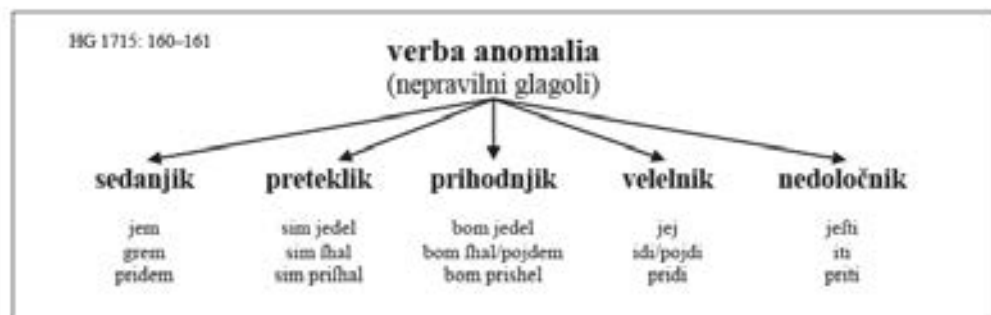 HG 1715: 160–161
verba anomalia
(nepravilni glagoli)
sedanjik preteklik prihodnjik velelnik nedoločnik
jem sim jedel bom jedel jej jeſti
grem sim ſhal bom ſhal/pojdem idi/pojdi iti
pridem sim priſhal bom prishel pridi priti